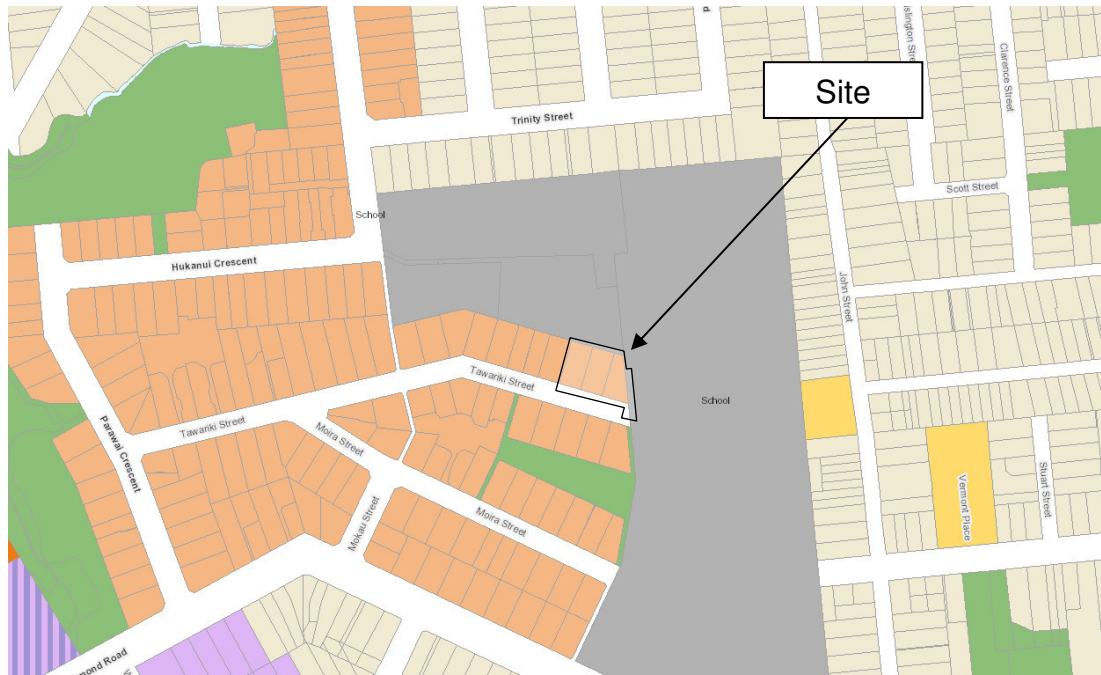 Site
Trinity Street
Clarence Street
Scott Street
School
Hukanui Crescent
John Street
Tawariki Street
School
Parawai Crescent
Tawariki Street
Moira Street
Mokau Street
Moira Street
Vermont Place
Stuart Street